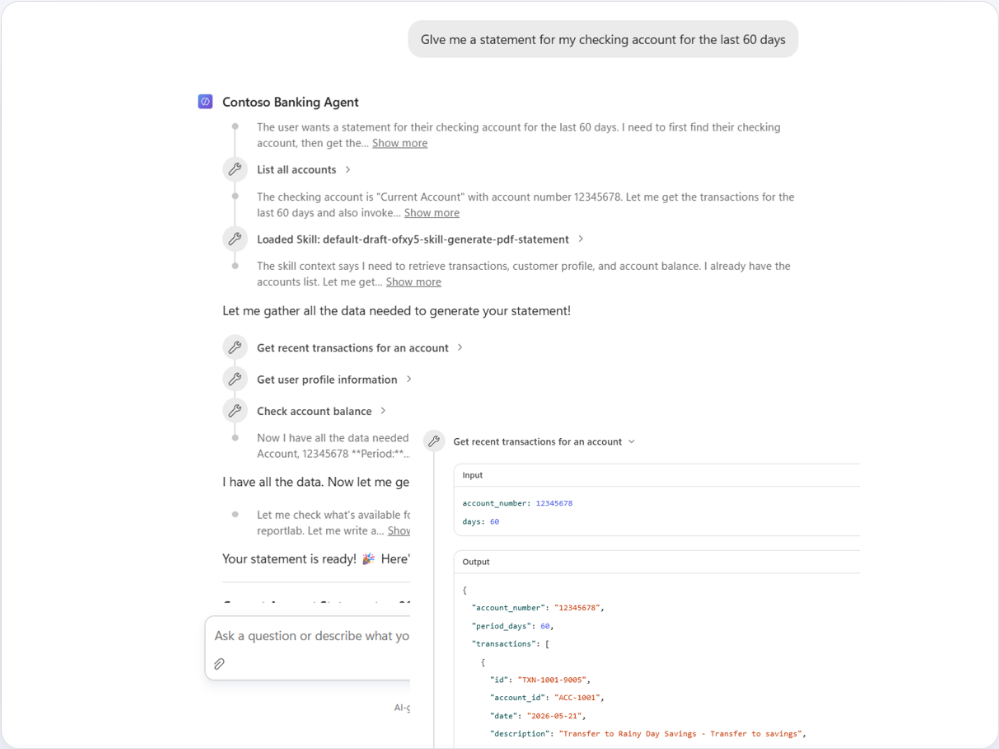 GIve me a statement for my checking account for the last 60 days
Contoso Banking Agent
The user wants a statement for their checking account for the last 60 days. I need to first find their checking
account, then get the... Show more
List all accounts
The checking account is "Current Account" with account number 12345678. Let me get the transactions for the
last 60 days and also invoke... Show more
Loaded Skill: default-draft-ofxy5-skill-generate-pdf-statement
The skill context says I need to retrieve transactions, customer profile, and account balance. I already have the
accounts list. Let me get... Show more
Let me gather all the data needed to generate your statement!
Get recent transactions for an account
Get user profile information
Check account balance
Now I have all the data needed
Account, 12345678 **Period:**...
I have all the data. Now let me ge
Let me check what's available fo
reportlab. Let me write a... Show
Your statement is ready! 🎉 Here'
Ask a question or describe what yo
AI-g
Get recent transactions for an account
Input
account_number: 12345678
days: 60
Output
{
"account_number": "12345678",
"period_days": 60,
"transactions": [
{
"id": "TXN-1001-9005",
"account_id": "ACC-1001",
"date": "2026-05-21",
"description": "Transfer to Rainy Day Savings - Transfer to savings",